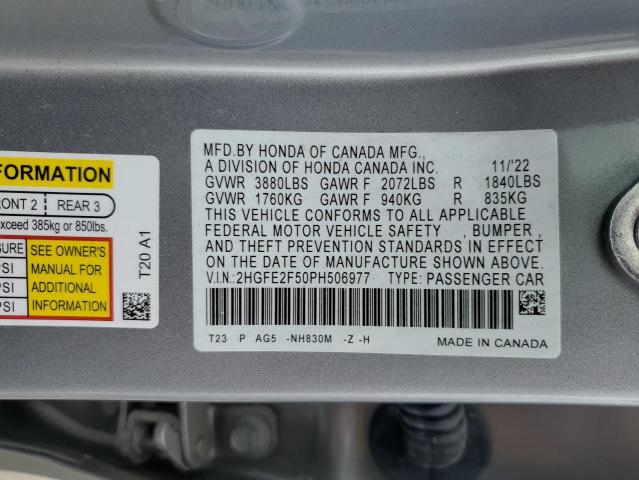 FORMATION
FRONT 2 REAR 3
exceed 385kg or 850lbs.
SURE SEE OWNER'S
PSI MANUAL FOR
PSI ADDITIONAL
PSI INFORMATION
T20 A1
MFD.BY HONDA OF CANADA MFG.,
A DIVISION OF HONDA CANADA INC. 11/'22
GVWR 3880LBS GAWR F 2072LBS R 1840LBS
GVWR 1760KG GAWR F 940KG R 835KG
THIS VEHICLE CONFORMS TO ALL APPLICABLE
FEDERAL MOTOR VEHICLE SAFETY , BUMPER ,
AND THEFT PREVENTION STANDARDS IN EFFECT
ON THE DATE OF MANUFACTURE SHOWN ABOVE.
V.I.N.: 2HGFE2F50PH506977 TYPE: PASSENGER CAR
T23 P AG5 -NH830M -Z -H
MADE IN CANADA